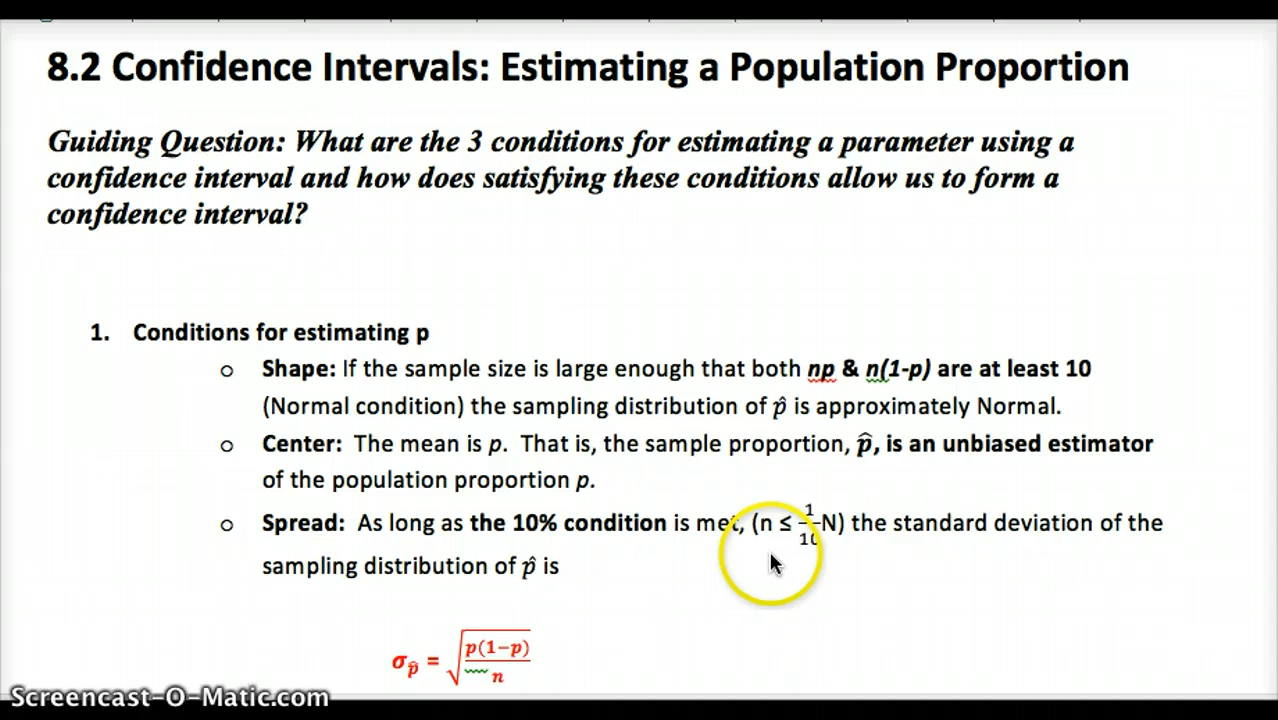 8.2 Confidence Intervals: Estimating a Population Proportion
Guiding Question: What are the 3 conditions for estimating a parameter using a
confidence interval and how does satisfying these conditions allow us to form a
confidence interval?
1. Conditions for estimating p
○ Shape: If the sample size is large enough that both np & n(1-p) are at least 10
(Normal condition) the sampling distribution of p̂ is approximately Normal.
○ Center: The mean is p. That is, the sample proportion, p̂, is an unbiased estimator
of the population proportion p.
○ Spread: As long as the 10% condition is met, (n ≤ 1/10 N) the standard deviation of the
sampling distribution of p̂ is
σp̂ = √(p(1−p)/n)
Screencast-O-Matic.com